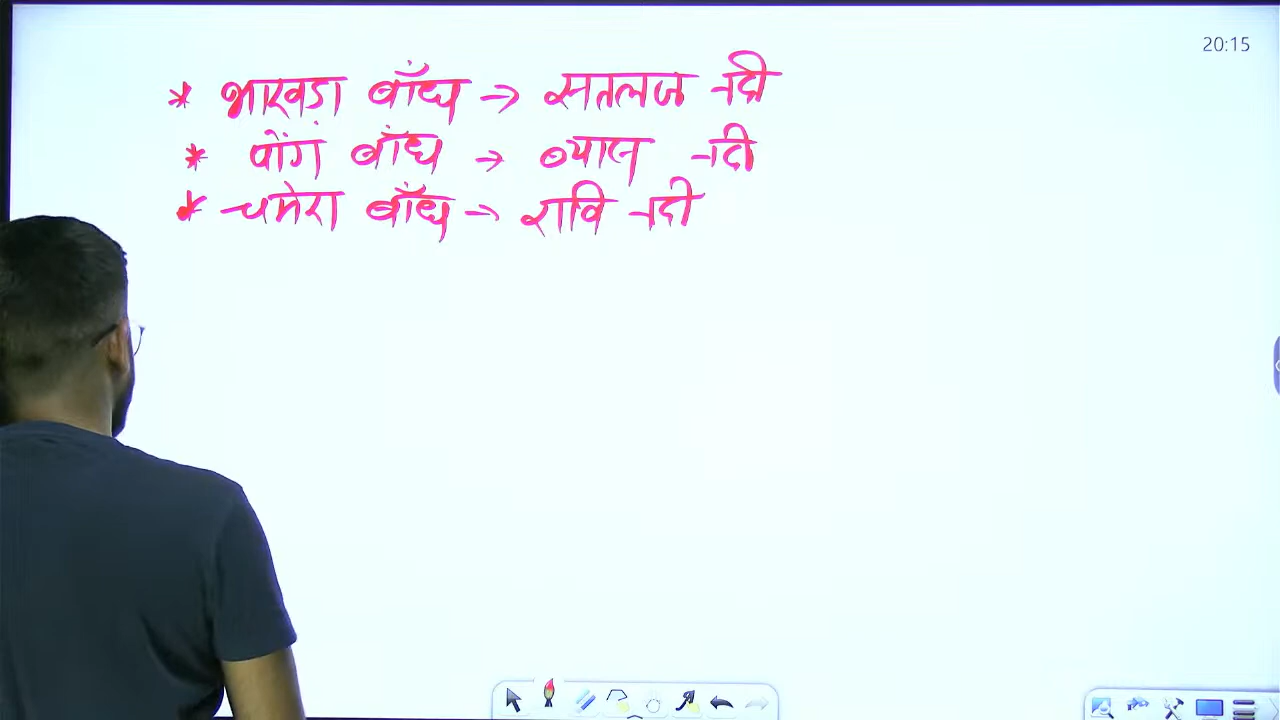 20:15
* भाखड़ा बाँध → सतलज नदी
* पोंग बाँध → ब्यास नदी
* चमेरा बाँध → रावि नदी